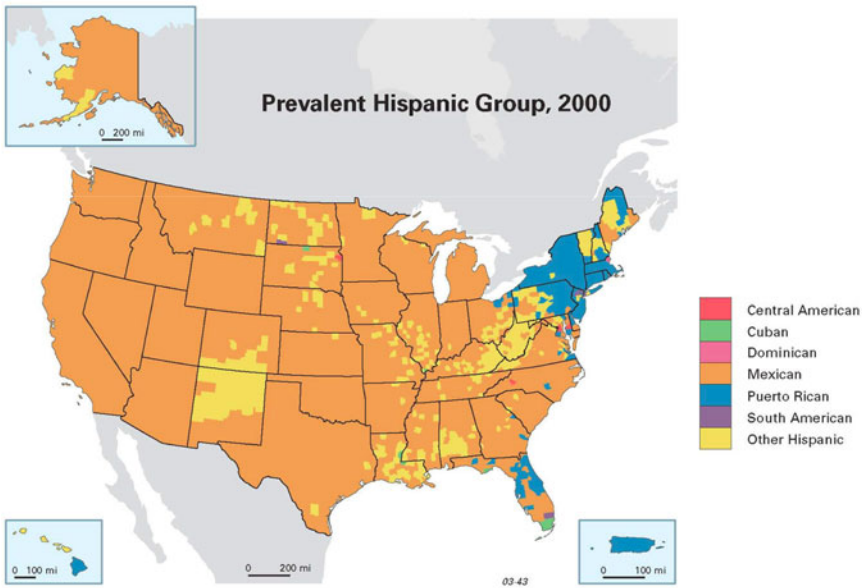 0 200 mi
Prevalent Hispanic Group, 2000
Central American
Cuban
Dominican
Mexican
Puerto Rican
South American
Other Hispanic
0 100 mi
0 200 mi
03-43
0 100 mi